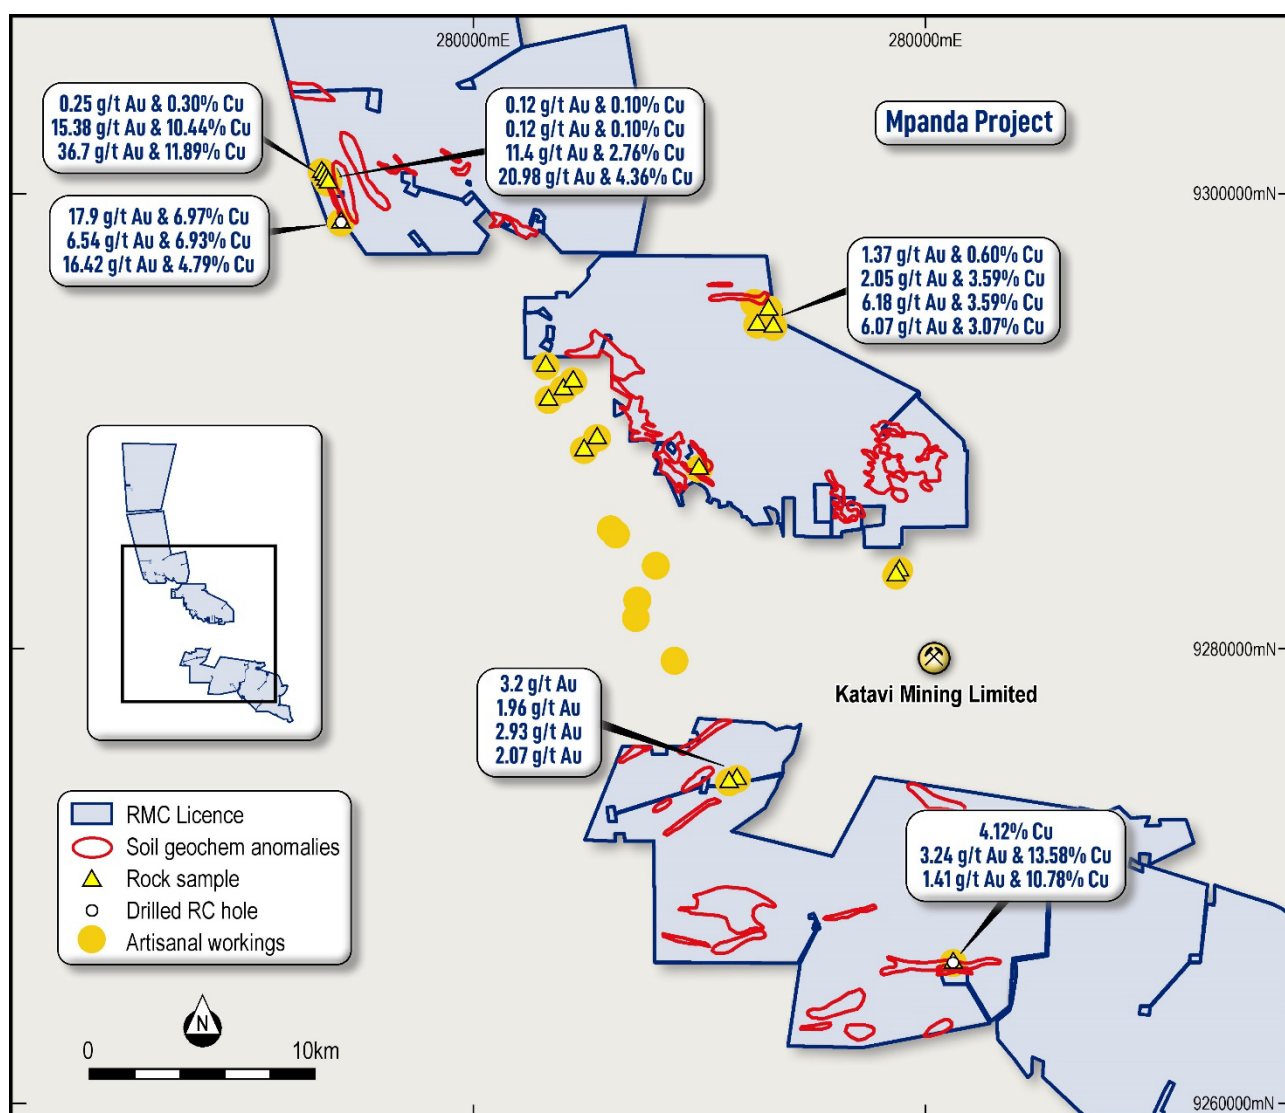 280000mE
280000mE
Mpanda Project
0.25 g/t Au & 0.30% Cu
15.38 g/t Au & 10.44% Cu
36.7 g/t Au & 11.89% Cu
0.12 g/t Au & 0.10% Cu
0.12 g/t Au & 0.10% Cu
11.4 g/t Au & 2.76% Cu
20.98 g/t Au & 4.36% Cu
9300000mN
17.9 g/t Au & 6.97% Cu
6.54 g/t Au & 6.93% Cu
16.42 g/t Au & 4.79% Cu
1.37 g/t Au & 0.60% Cu
2.05 g/t Au & 3.59% Cu
6.18 g/t Au & 3.59% Cu
6.07 g/t Au & 3.07% Cu
9280000mN
Katavi Mining Limited
3.2 g/t Au
1.96 g/t Au
2.93 g/t Au
2.07 g/t Au
4.12% Cu
3.24 g/t Au & 13.58% Cu
1.41 g/t Au & 10.78% Cu
RMC Licence
Soil geochem anomalies
Rock sample
Drilled RC hole
Artisanal workings
N
0 10km
9260000mN